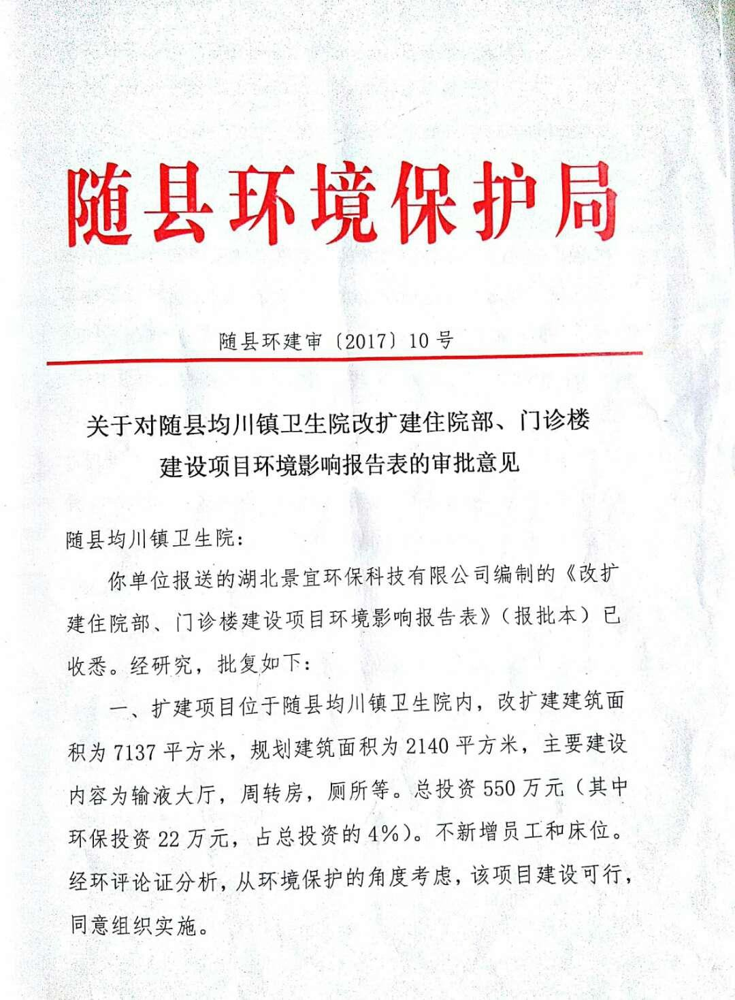 随县环境保护局
随县环建审〔2017〕10号
关于对随县均川镇卫生院改扩建住院部、门诊楼
建设项目环境影响报告表的审批意见
随县均川镇卫生院：
你单位报送的湖北景宜环保科技有限公司编制的《改扩
建住院部、门诊楼建设项目环境影响报告表》（报批本）已
收悉。经研究，批复如下：
一、扩建项目位于随县均川镇卫生院内，改扩建建筑面
积为7137平方米，规划建筑面积为2140平方米，主要建设
内容为输液大厅，周转房，厕所等。总投资550万元（其中
环保投资22万元，占总投资的4%）。不新增员工和床位。
经环评论证分析，从环境保护的角度考虑，该项目建设可行，
同意组织实施。